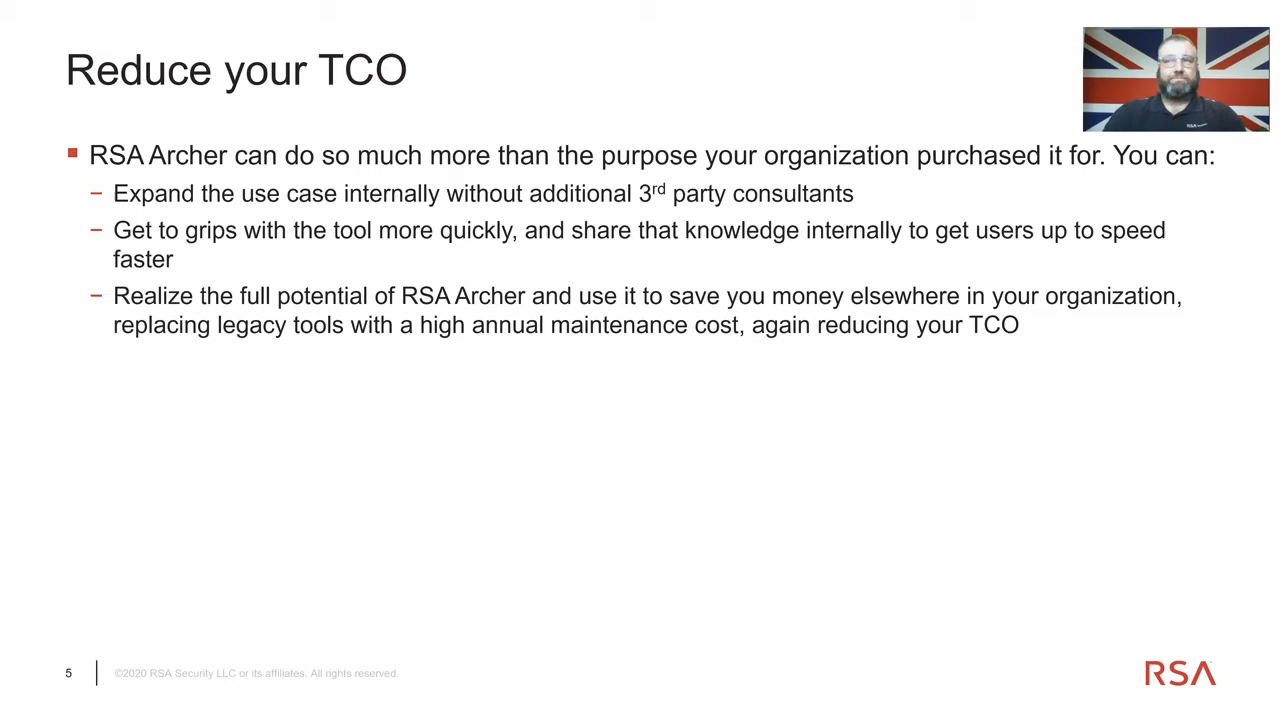 Reduce your TCO
RSA Archer can do so much more than the purpose your organization purchased it for. You can:
Expand the use case internally without additional 3rd party consultants
Get to grips with the tool more quickly, and share that knowledge internally to get users up to speed
faster
Realize the full potential of RSA Archer and use it to save you money elsewhere in your organization,
replacing legacy tools with a high annual maintenance cost, again reducing your TCO
5
©2020 RSA Security LLC or its affiliates. All rights reserved.
RSA